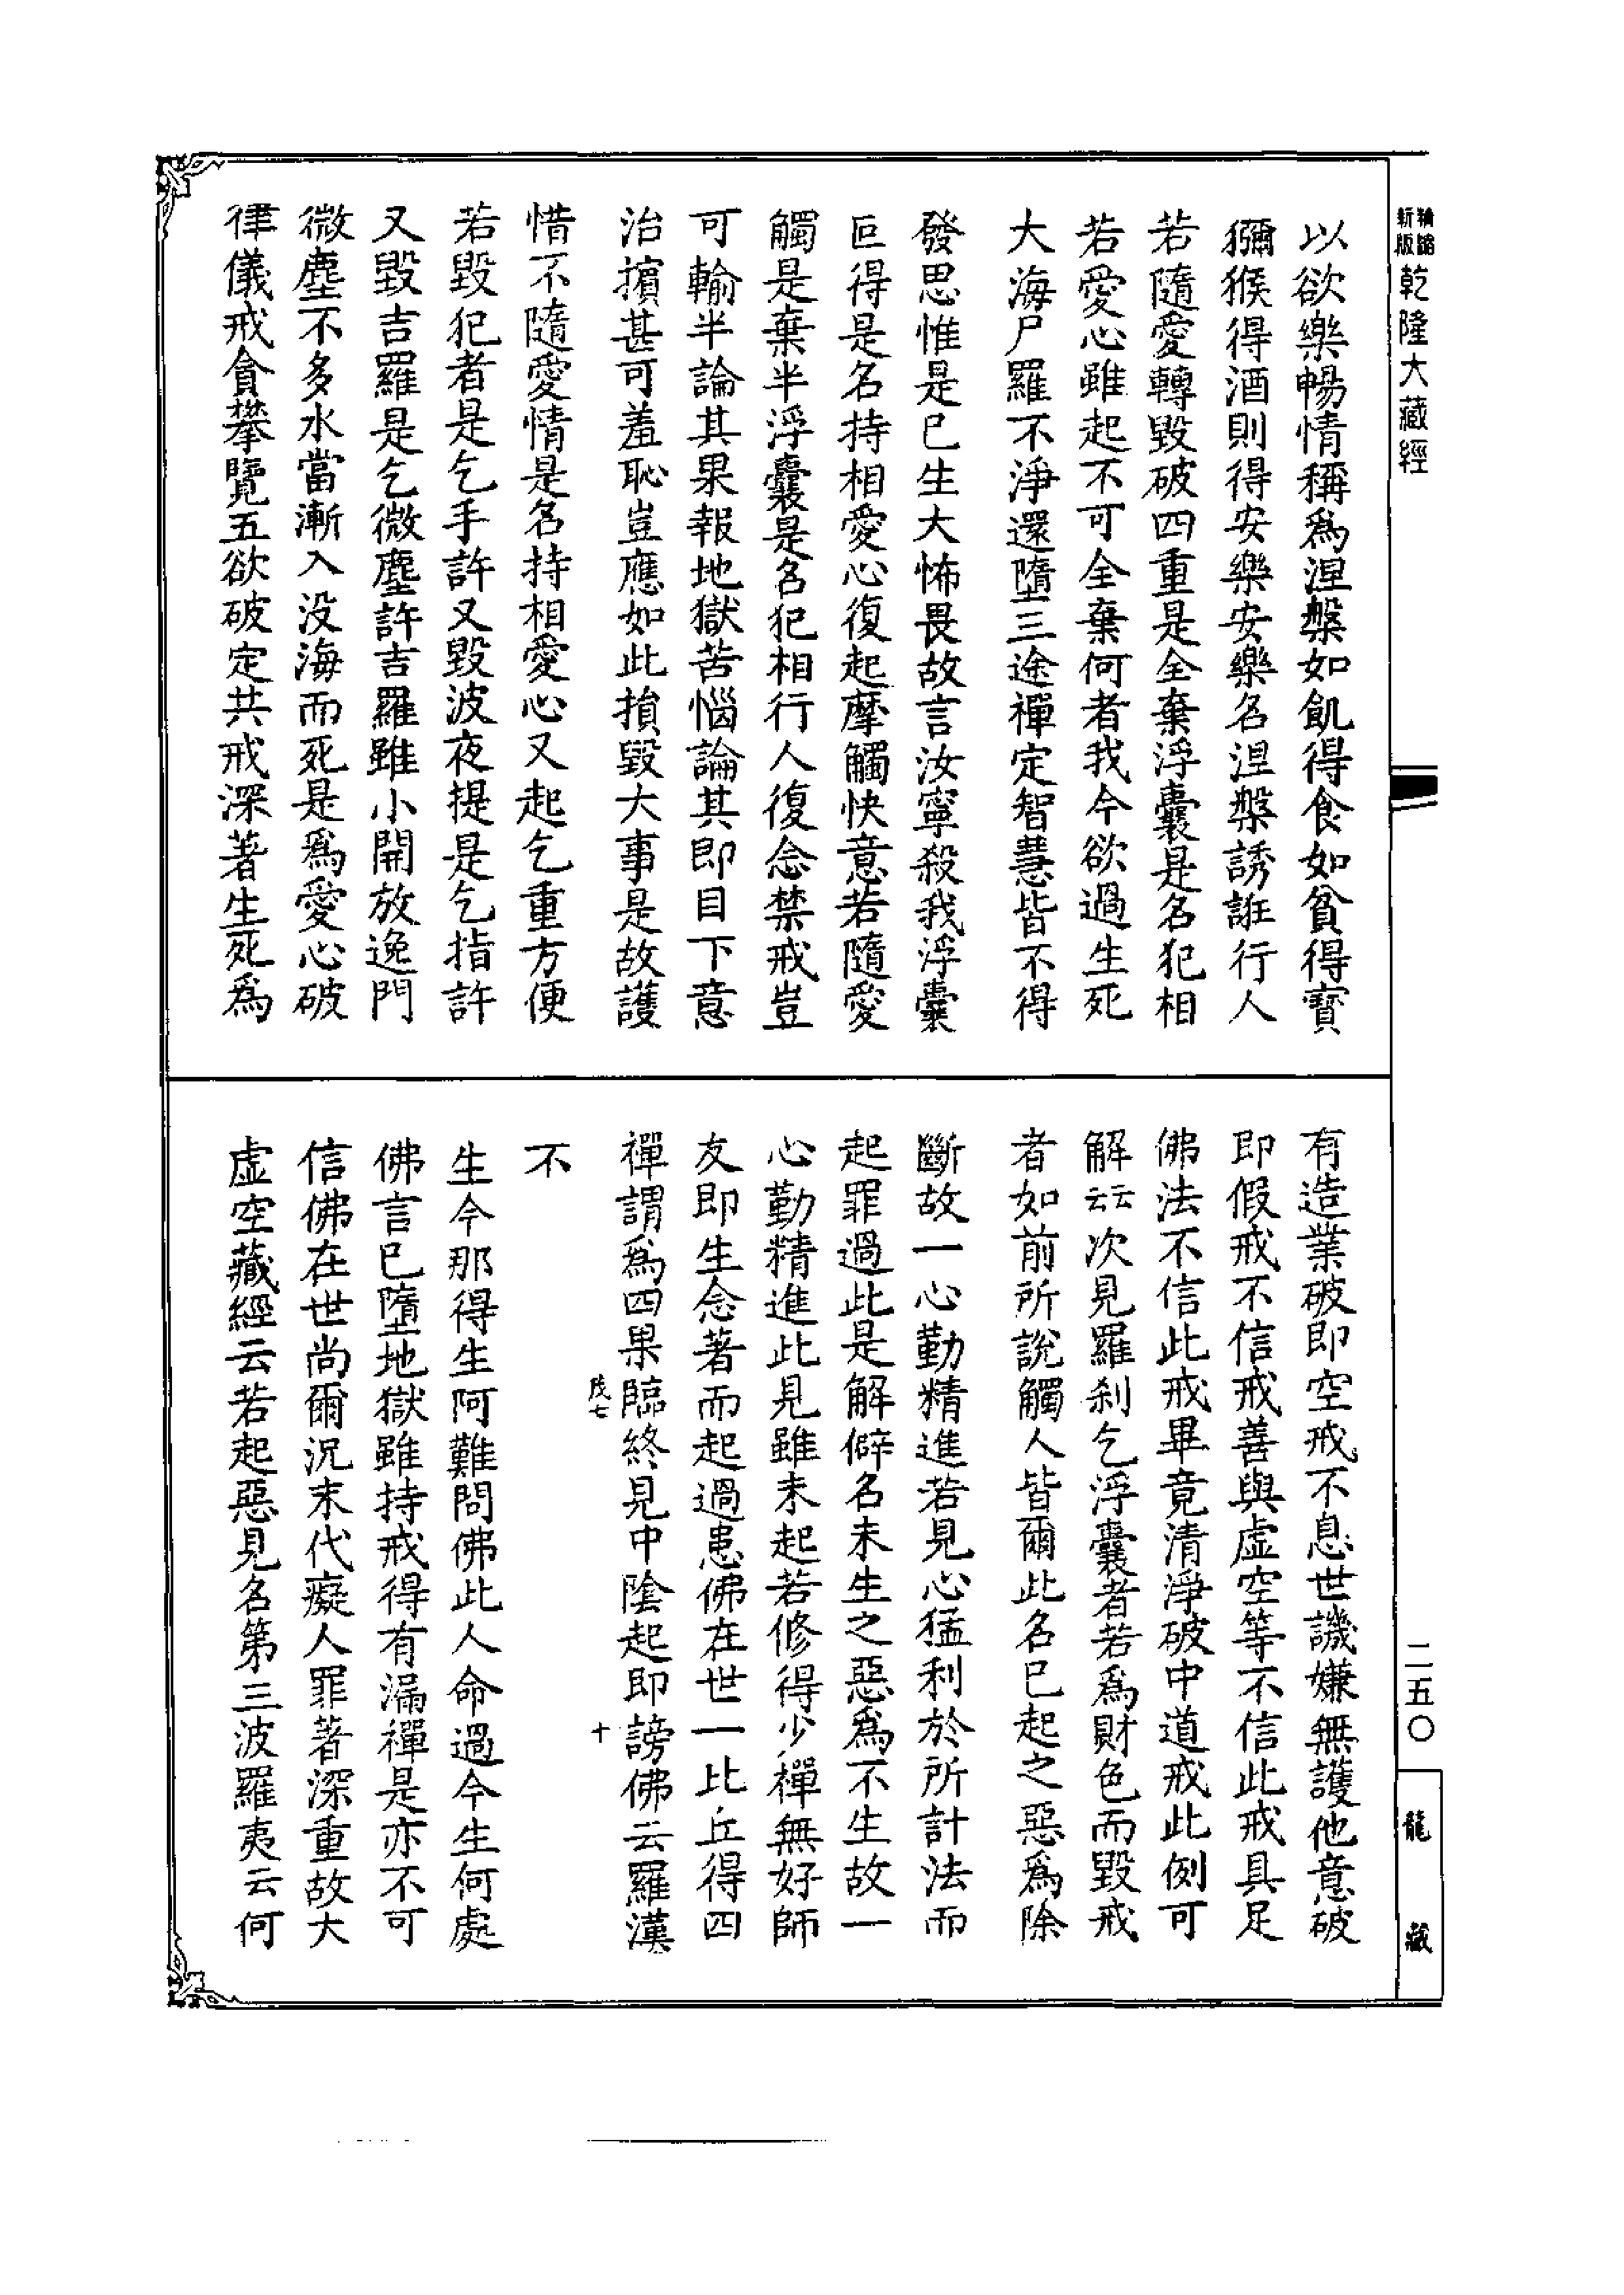 新版精縮乾隆大藏經
以欲樂暢情稱爲涅槃如飢得食如貧得寶
獼猴得酒則得安樂安樂名涅槃誘誑行人
若隨愛轉毀破四重是全棄浮囊是名犯相
若愛心雖起不可全棄何者我今欲過生死
大海尸羅不淨還墮三途禪定智慧皆不得
發思惟是已生大怖畏故言汝寧殺我浮囊
叵得是名持相愛心復起摩觸快意若隨愛
觸是棄半浮囊是名犯相行人復念禁戒豈
可輸半論其果報地獄苦惱論其即目下意
治擯甚可羞恥豈應如此損毀大事是故護
惜不隨愛情是名持相愛心又起乞重方便
若毀犯者是乞手許又毀波夜提是乞指許
又毀吉羅是乞微塵許吉羅雖小開放逸門
微塵不多水當漸入没海而死是爲愛心破
律儀戒貪攀覽五欲破定共戒深著生死爲
有造業破即空戒不息世譏嫌無護他意破
即假戒不信戒善與虚空等不信此戒具足
佛法不信此戒畢竟清淨破中道戒此例可
解云云次見羅刹乞浮囊者若爲財色而毀戒
者如前所說觸人皆爾此名已起之惡爲除
斷故一心勤精進若見心猛利於所計法而
起罪過此是解僻名未生之惡爲不生故一
心勤精進此見雖未起若修得少禪無好師
友即生念著而起過患佛在世一比丘得四
禪謂爲四果臨終見中陰起即謗佛云羅漢
茂七 十
不
生今那得生阿難問佛此人命過今生何處
佛言已墮地獄雖持戒得有漏禪是亦不可
信佛在世尚爾況末代癡人罪著深重故大
虚空藏經云若起惡見名第三波羅夷云何
二五〇
龍藏